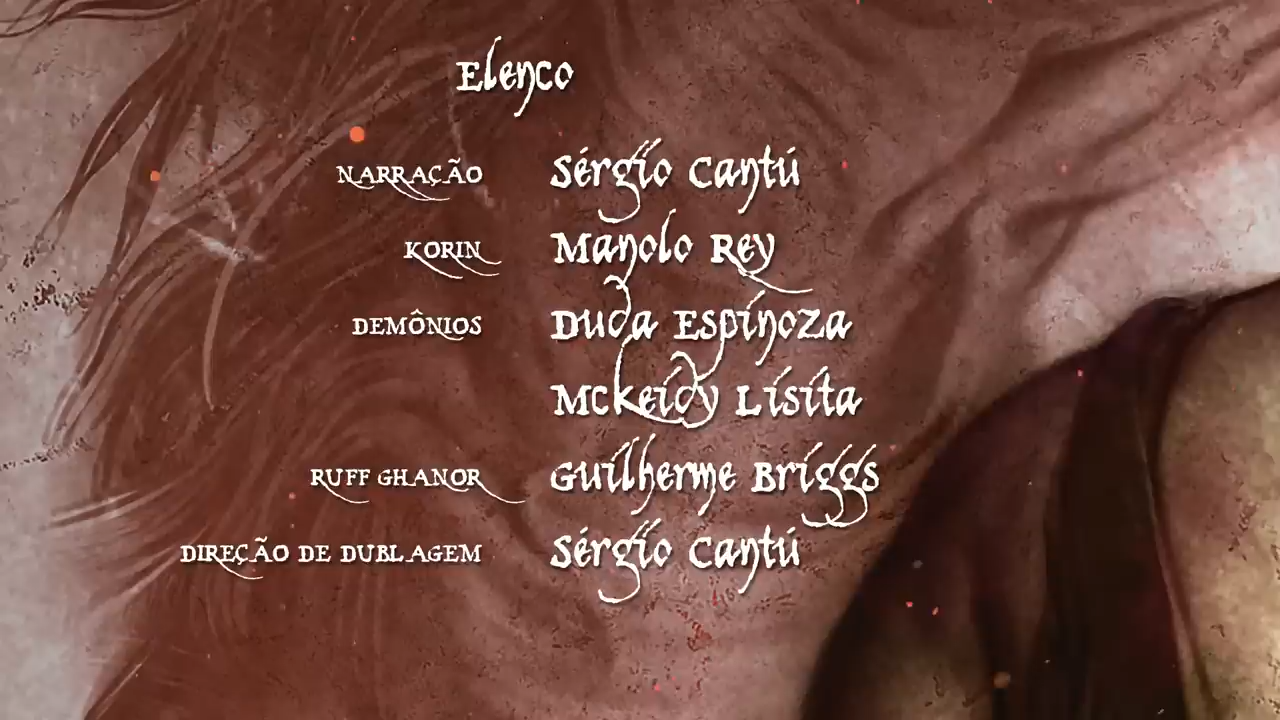 Elenco
NARRAÇÃO Sérgio Cantú
KORIN Manolo Rey
DEMÔNIOS Duda Espínoza
Mckeidy Lisita
RUFF GHANOR Guilherme Briggs
DIREÇÃO DE DUBLAGEM Sérgio Cantú